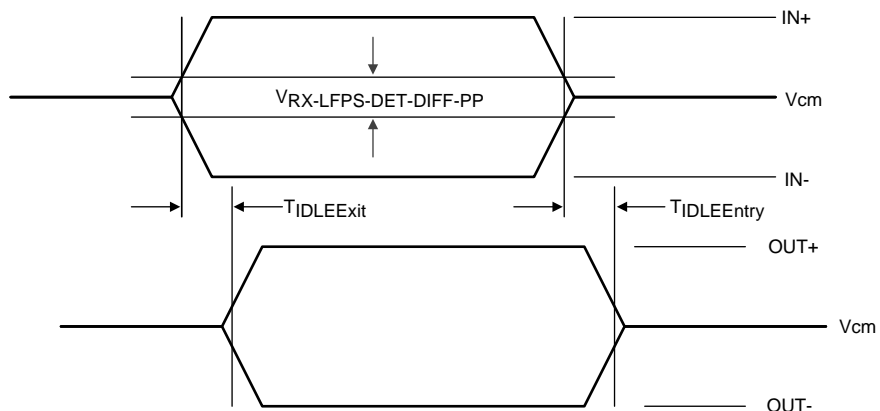 IN+
VRX-LFPS-DET-DIFF-PP
Vcm
IN-
TIDLEExit
TIDLEEntry
OUT+
Vcm
OUT-